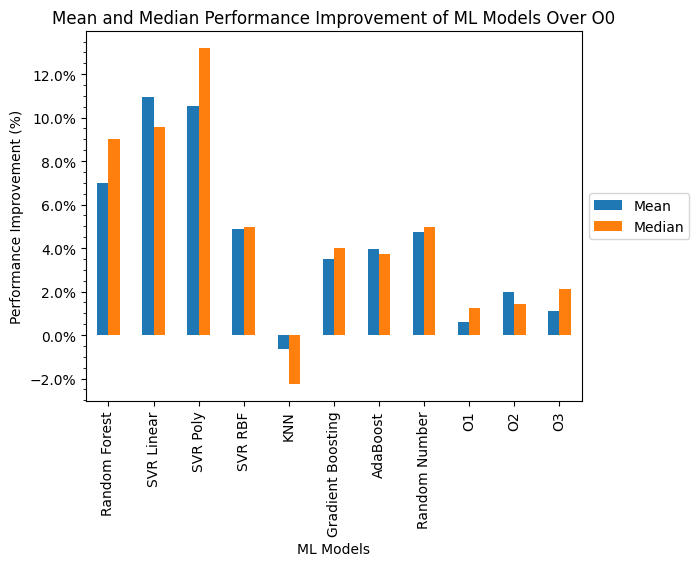 Mean and Median Performance Improvement of ML Models Over O0
Performance Improvement (%)
12.0%
10.0%
8.0%
6.0%
4.0%
2.0%
0.0%
−2.0%
Random Forest
SVR Linear
SVR Poly
SVR RBF
KNN
Gradient Boosting
AdaBoost
Random Number
O1
O2
O3
ML Models
Mean
Median